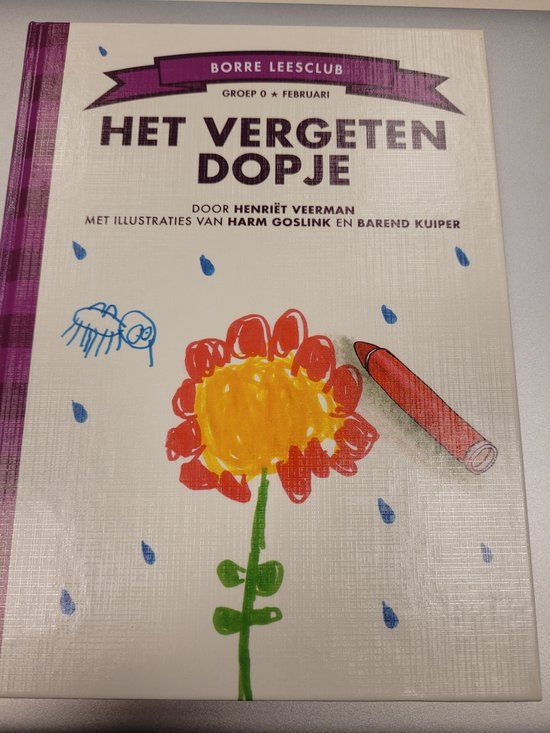 BORRE LEESCLUB
GROEP 0 ★ FEBRUARI
HET VERGETEN
DOPJE
DOOR HENRIËT VEERMAN
MET ILLUSTRATIES VAN HARM GOSLINK EN BAREND KUIPER